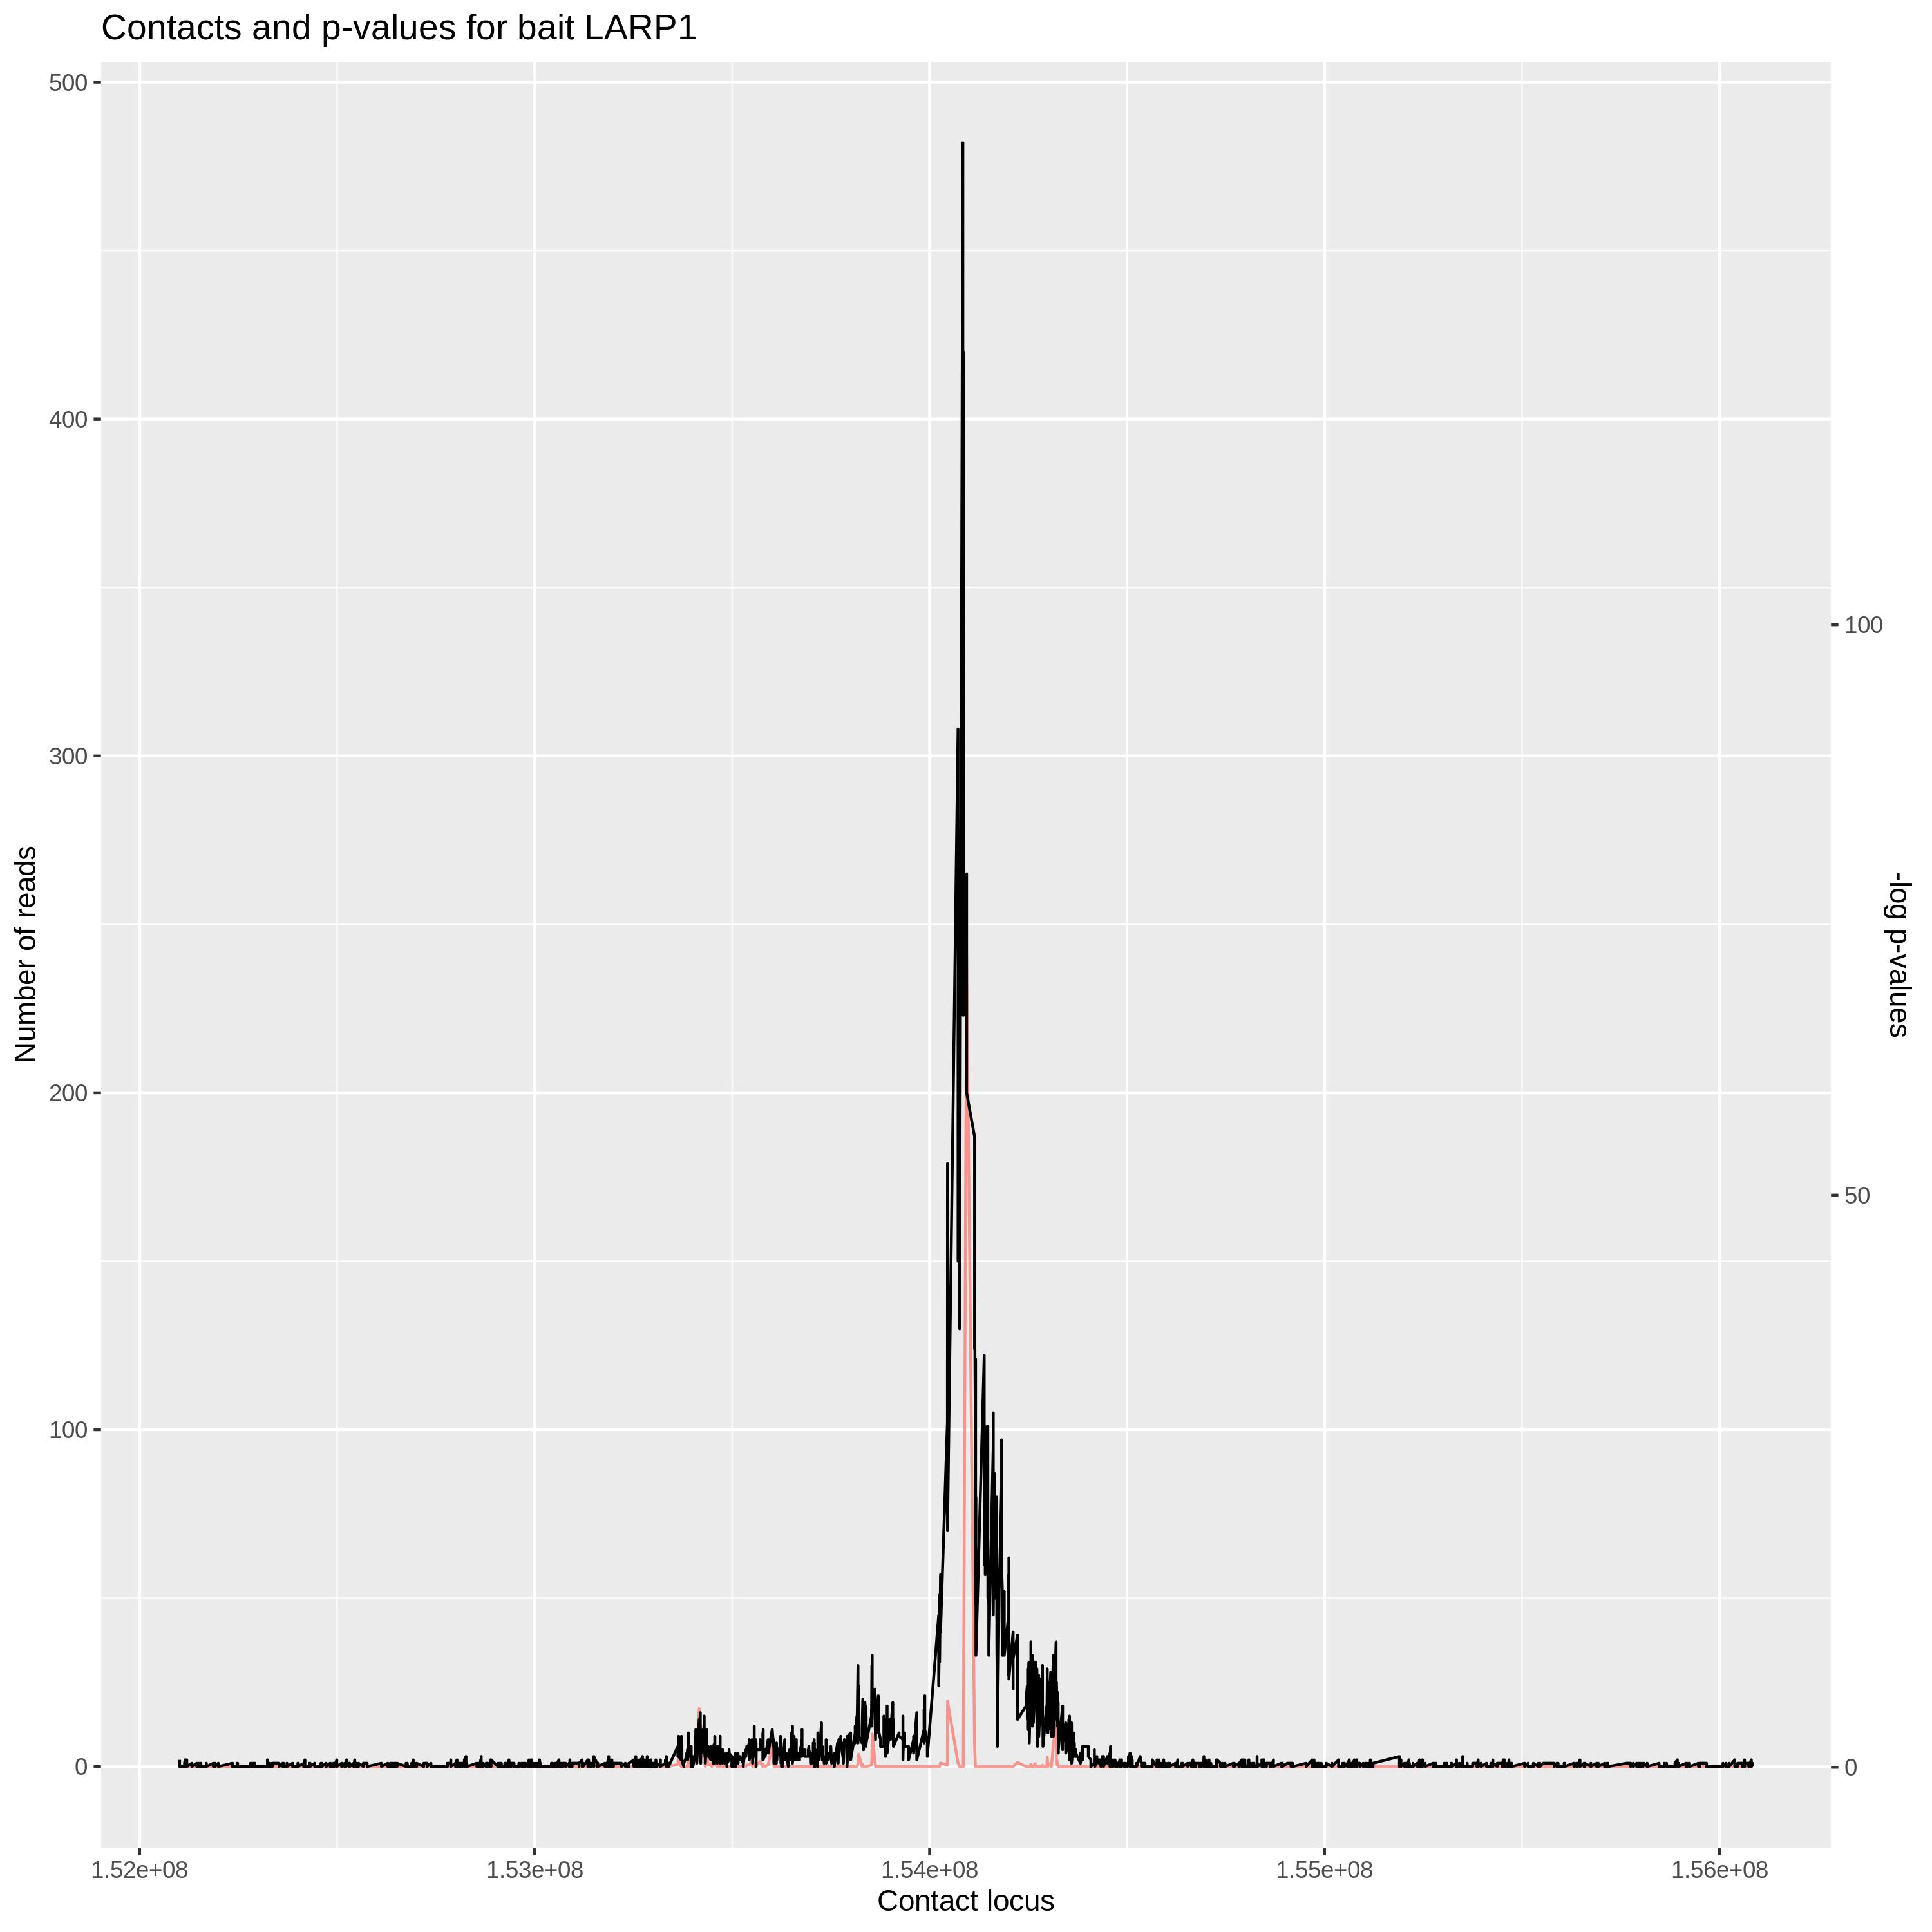 Contacts and p-values for bait LARP1
500
400
300
200
100
0
Number of reads
100
50
0
-log p-values
1.52e+08
1.53e+08
1.54e+08
1.55e+08
1.56e+08
Contact locus